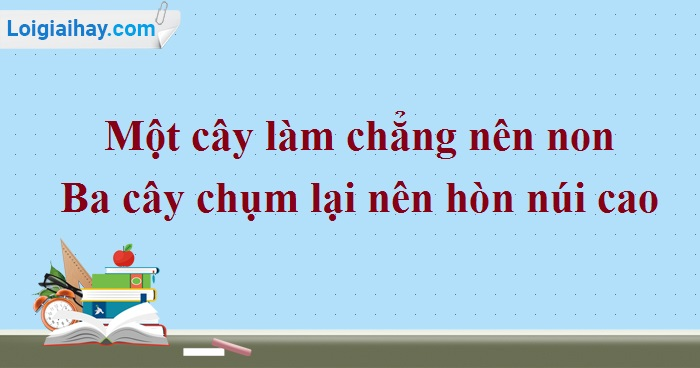 Loigiaihay.com
Một cây làm chẳng nên non
Ba cây chụm lại nên hòn núi cao